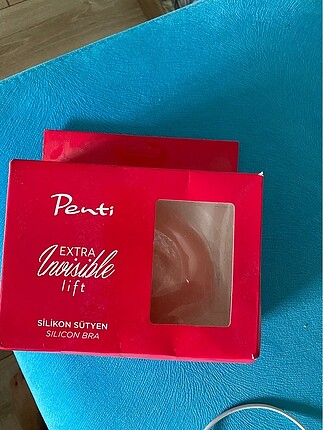 Penti
EXTRA
Invisible
lift
SİLİKON SÜTYEN
SILICON BRA